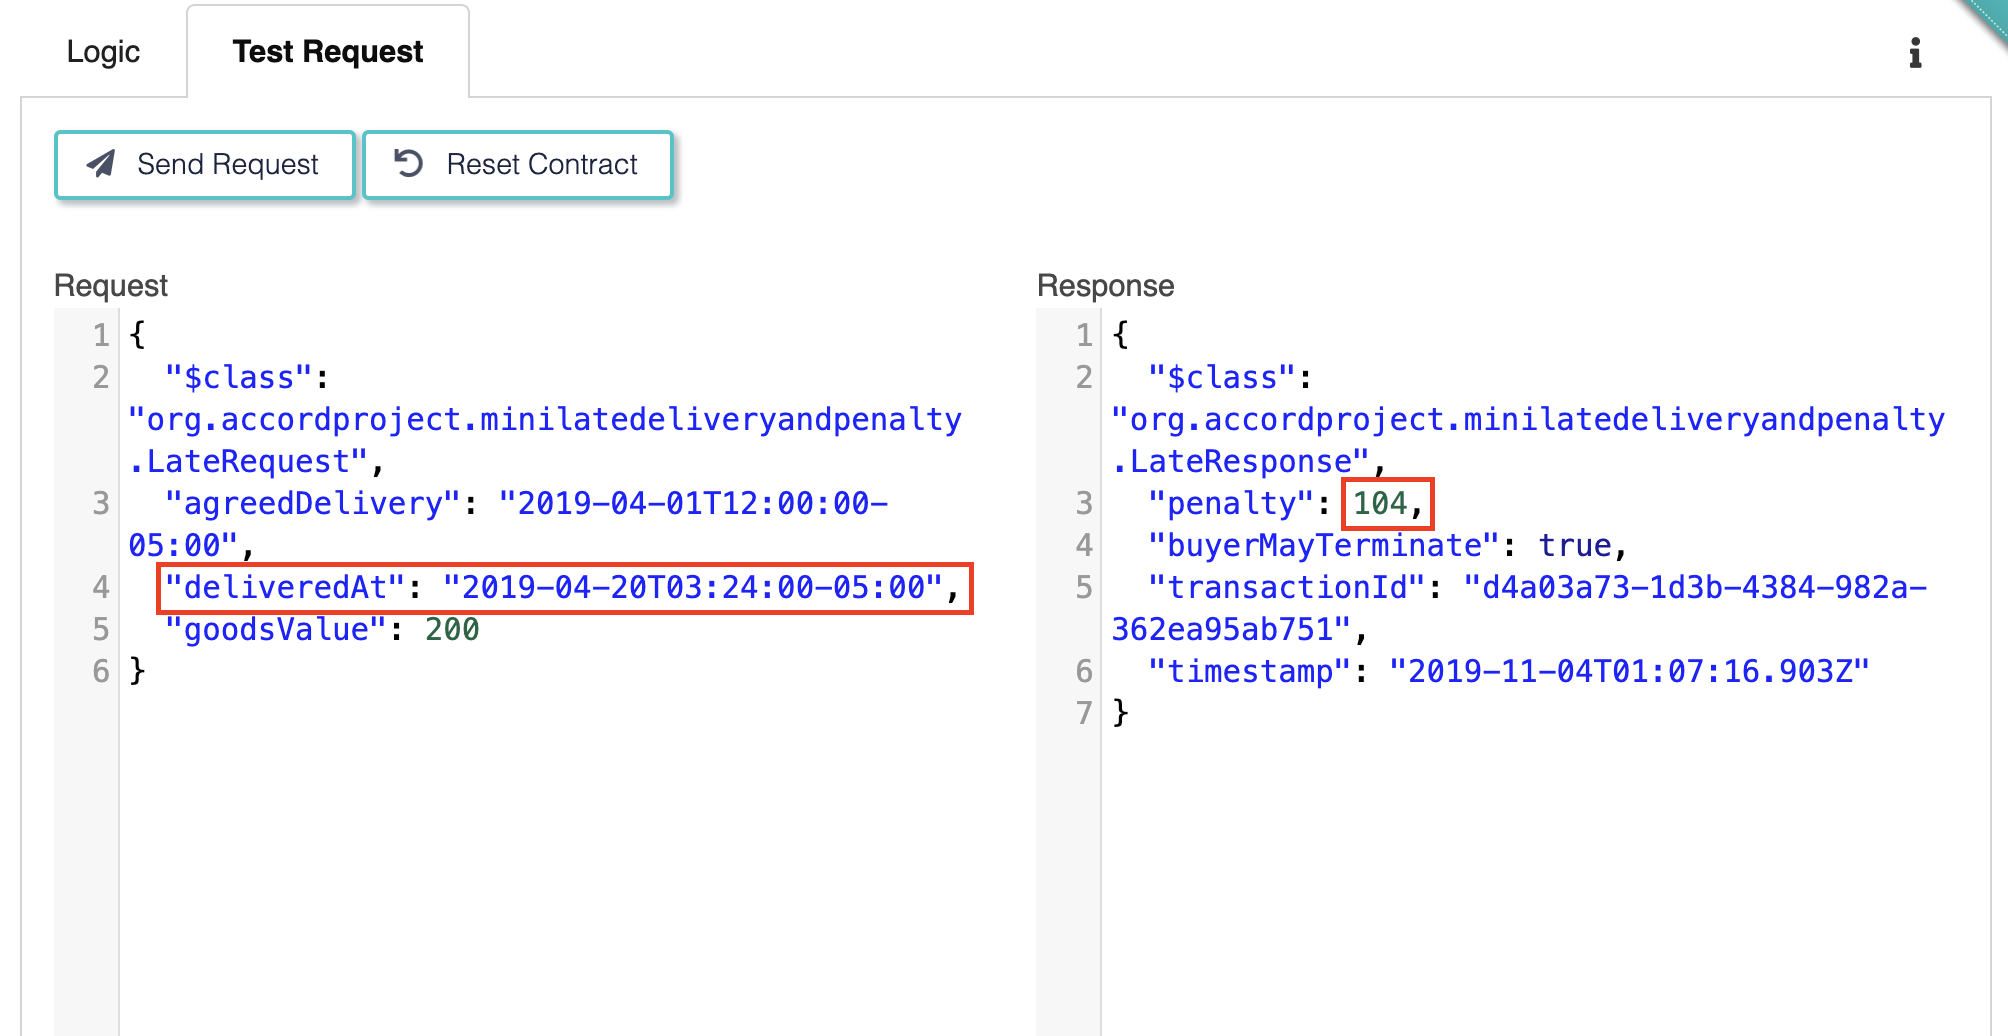 Logic
Test Request
Send Request
Reset Contract
Request
1 {
2 "$class":
"org.accordproject.minilatedeliveryandpenalty
.LateRequest",
3 "agreedDelivery": "2019-04-01T12:00:00-
05:00",
4 "deliveredAt": "2019-04-20T03:24:00-05:00",
5 "goodsValue": 200
6 }
Response
1 {
2 "$class":
"org.accordproject.minilatedeliveryandpenalty
.LateResponse",
3 "penalty": 104,
4 "buyerMayTerminate": true,
5 "transactionId": "d4a03a73-1d3b-4384-982a-
362ea95ab751",
6 "timestamp": "2019-11-04T01:07:16.903Z"
7 }